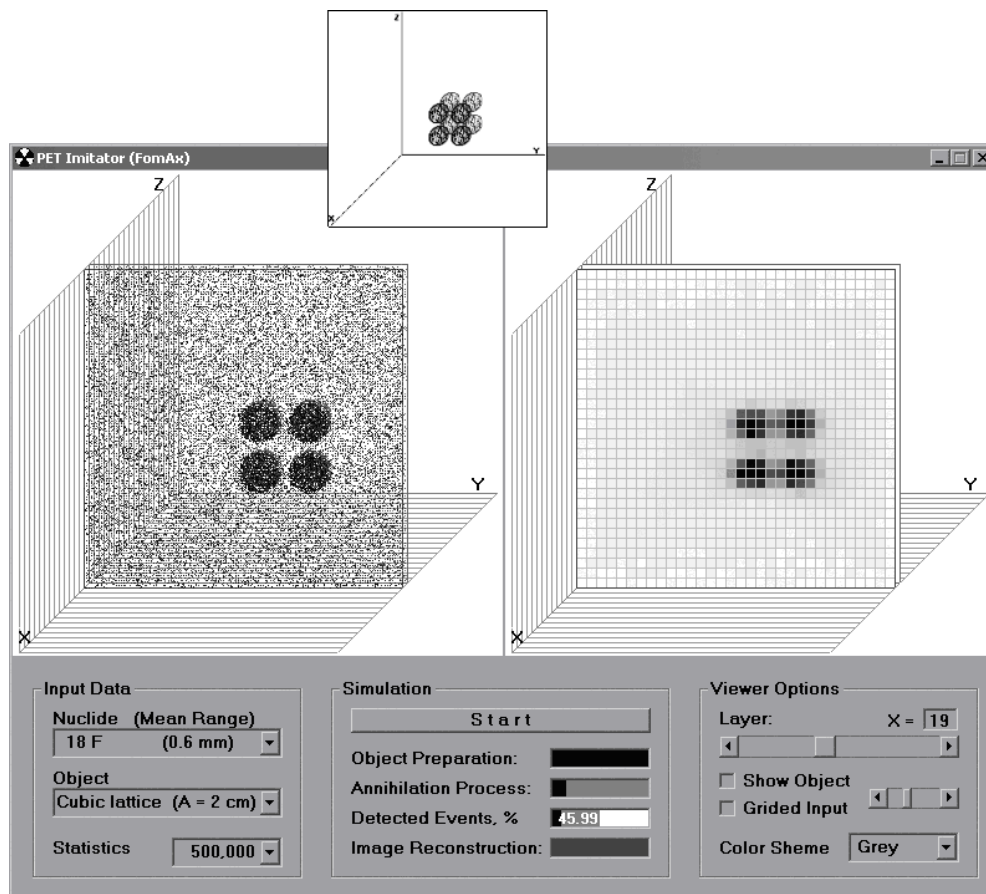 Z
Y
X
PET Imitator (FomAx)
Z
Y
X
Z
Y
X
Input Data
Nuclide (Mean Range)
18 F (0.6 mm)
Object
Cubic lattice (A = 2 cm)
Statistics
500,000
Simulation
Start
Object Preparation:
Annihilation Process:
Detected Events, %
45.99
Image Reconstruction:
Viewer Options
Layer: X = 19
Show Object
Grided Input
Color Sheme Grey